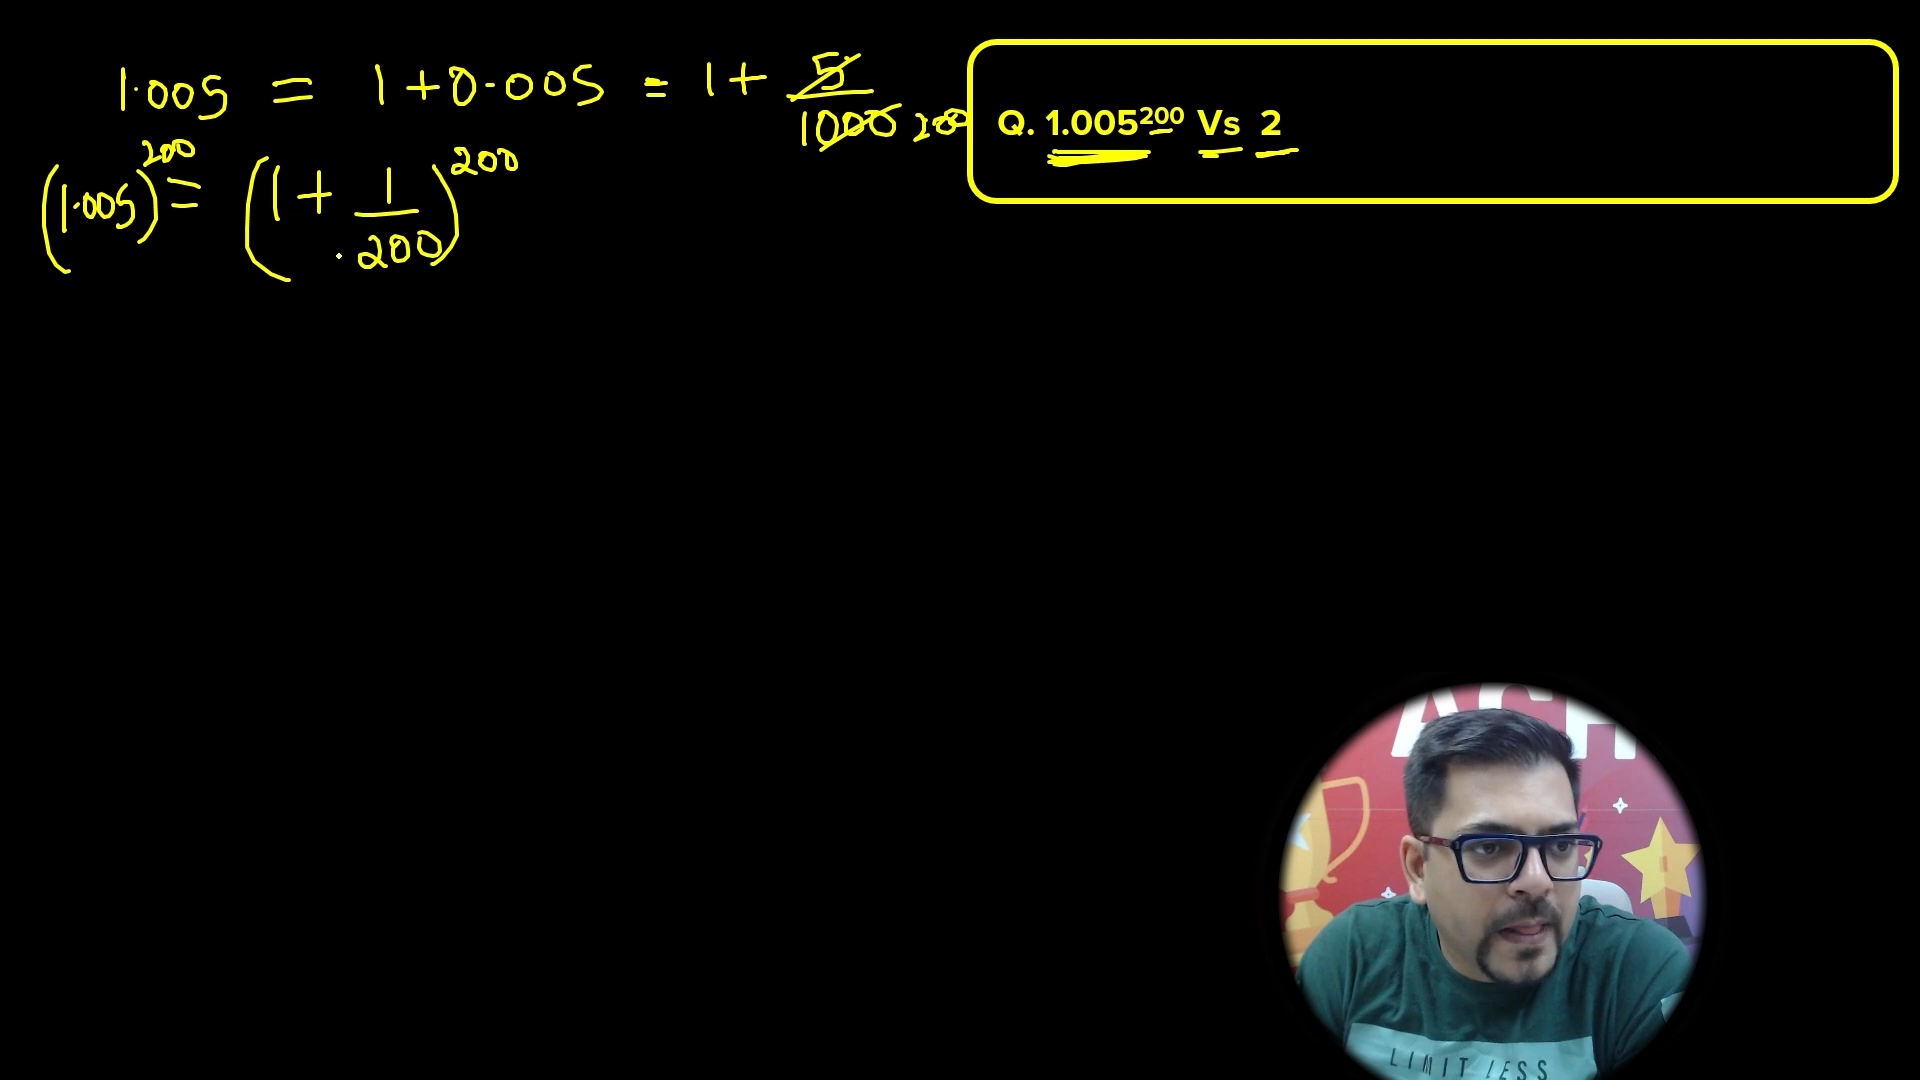 1.005 = 1 + 0.005 = 1 + 5/1000 200
(1.005)²⁰⁰ = (1 + 1/200)²⁰⁰
Q. 1.005²⁰⁰ Vs 2
LIMITLESS